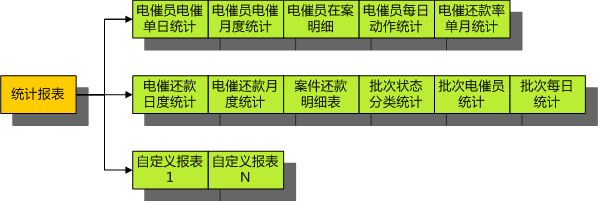 电催员电催
单日统计
电催员电催
月度统计
电催员在案
明细
电催员每日
动作统计
电催还款率
单月统计
统计报表
电催还款
日度统计
电催还款月
度统计
案件还款
明细表
批次状态
分类统计
批次电催员
统计
批次每日
统计
自定义报表
1
自定义报表
N